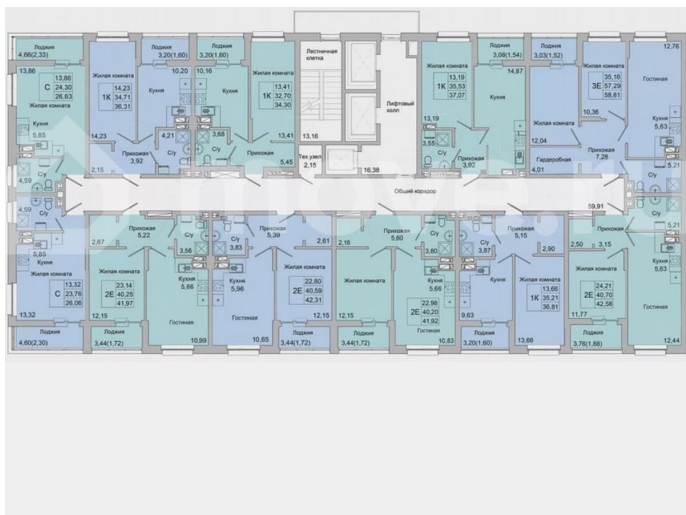 Лоджия
4,66(2,33)
13,86
С
13,86
24,30
26,63
Жилая комната
Кухня
5,85
4,59
С/у
Жилая комната
1К
14,23
34,71
36,31
14,23
2,15
Лоджия
3,20(1,60)
10,20
Кухня
4,21
С/у
Прихожая
3,92
Лоджия
3,20(1,60)
10,16
Кухня
3,68
С/у
Жилая комната
1К
13,41
32,70
34,30
13,41
Прихожая
5,45
Лестничная
клетка
13,16
Тех.узел
2,15
16,38
Лифтовый
холл
Общий коридор
59,91
Жилая комната
1К
13,19
35,53
37,07
13,19
3,55
С/у
Прихожая
3,92
Лоджия
3,08(1,54)
14,87
Кухня
Лоджия
3,03(1,52)
Жилая комната
12,04
Гардеробная
4,01
Жилая комната
3Е
35,16
57,29
58,81
10,36
Прихожая
7,28
12,76
Гостиная
Кухня
5,63
5,21
С/у
4,59
С/у
5,85
Кухня
Жилая комната
С
13,32
23,76
26,06
13,32
Лоджия
4,60(2,30)
2,67
Прихожая
5,22
С/у
3,56
Жилая комната
2Е
23,14
40,25
41,97
12,15
Лоджия
3,44(1,72)
Кухня
5,66
Гостиная
10,99
С/у
3,83
Прихожая
5,39
2,61
Кухня
5,96
Гостиная
10,65
Жилая комната
2Е
22,80
40,59
42,31
12,15
Лоджия
3,44(1,72)
2,16
Прихожая
5,60
С/у
3,80
Жилая комната
12,15
Лоджия
3,44(1,72)
Кухня
5,66
2Е
22,98
40,20
41,92
Гостиная
10,83
С/у
3,87
Прихожая
5,15
2,90
Кухня
9,63
Лоджия
3,20(1,60)
Жилая комната
1К
13,66
35,21
36,81
13,66
2,50
Прихожая
3,15
С/у
5,21
Кухня
5,63
Жилая комната
2Е
24,21
40,70
42,58
11,77
Лоджия
3,76(1,88)
Гостиная
12,44